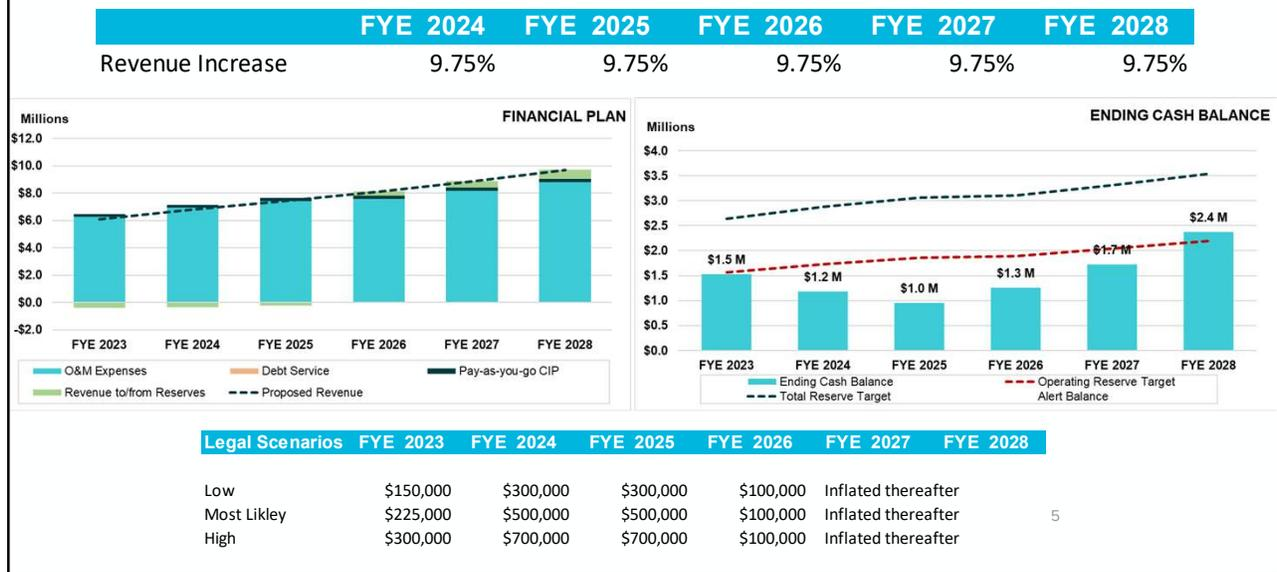 FYE 2024 FYE 2025 FYE 2026 FYE 2027 FYE 2028
Revenue Increase 9.75% 9.75% 9.75% 9.75% 9.75%
FINANCIAL PLAN
Millions
$12.0
$10.0
$8.0
$6.0
$4.0
$2.0
$0.0
-$2.0
FYE 2023 FYE 2024 FYE 2025 FYE 2026 FYE 2027 FYE 2028
O&M Expenses Debt Service Pay-as-you-go CIP
Revenue to/from Reserves Proposed Revenue
ENDING CASH BALANCE
Millions
$4.0
$3.5
$3.0
$2.5
$2.0
$1.5
$1.0
$0.5
$0.0
$1.5 M $1.2 M $1.0 M $1.3 M $1.7 M $2.4 M
FYE 2023 FYE 2024 FYE 2025 FYE 2026 FYE 2027 FYE 2028
Ending Cash Balance Operating Reserve Target
Total Reserve Target Alert Balance
Legal Scenarios FYE 2023 FYE 2024 FYE 2025 FYE 2026 FYE 2027 FYE 2028
Low $150,000 $300,000 $300,000 $100,000 Inflated thereafter
Most Likley $225,000 $500,000 $500,000 $100,000 Inflated thereafter
High $300,000 $700,000 $700,000 $100,000 Inflated thereafter
5